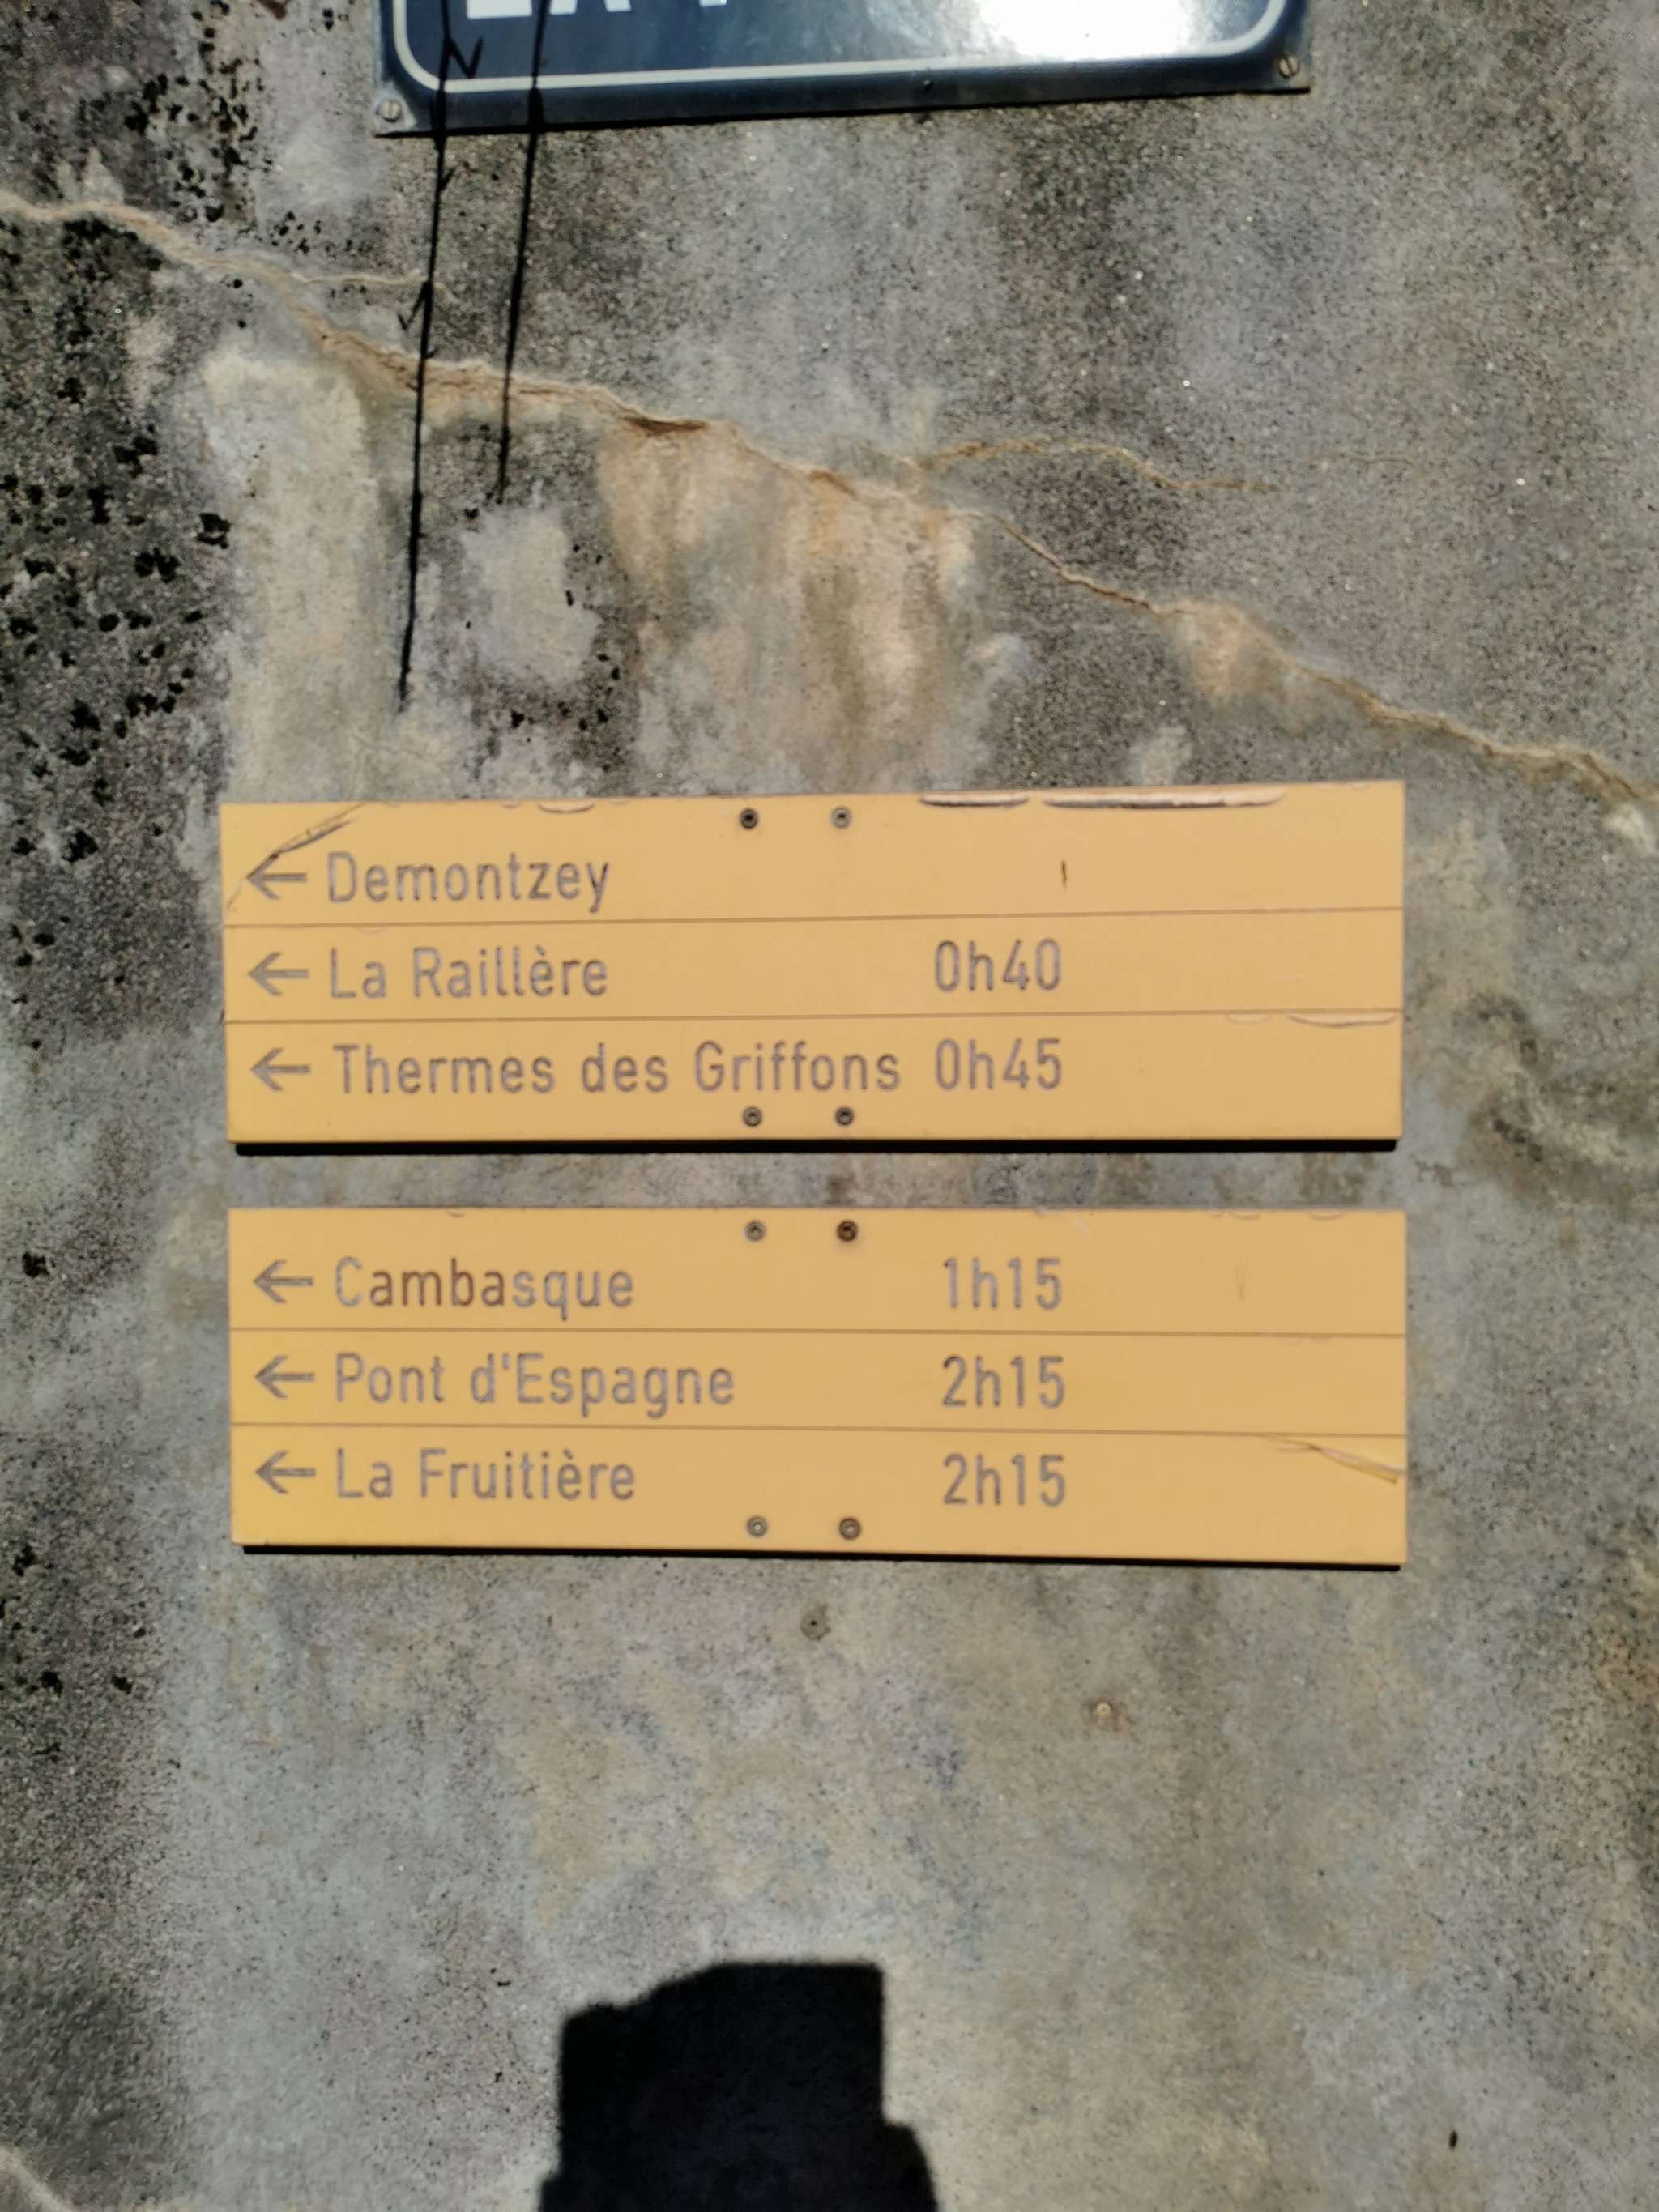 ← Demontzey
← La Raillère 0h40
← Thermes des Griffons 0h45
← Cambasque 1h15
← Pont d'Espagne 2h15
← La Fruitière 2h15